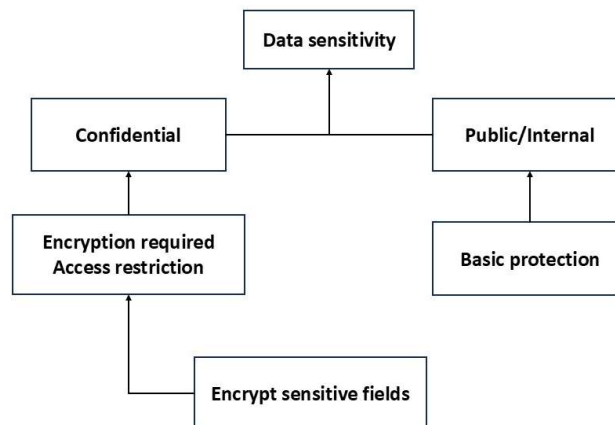 Data sensitivity
Confidential
Public/Internal
Encryption required
Access restriction
Basic protection
Encrypt sensitive fields